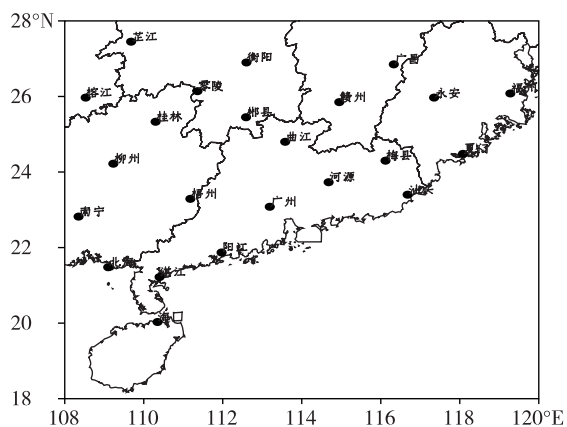 28°N
芷江
衡阳
广昌
26
榕江
零陵
赣州
永安
福州
桂林
郴县
曲江
24
柳州
河源
梅县
厦门
梧州
广州
汕头
南宁
22
阳江
北海
湛江
20
海口
18
108 110 112 114 116 118 120°E